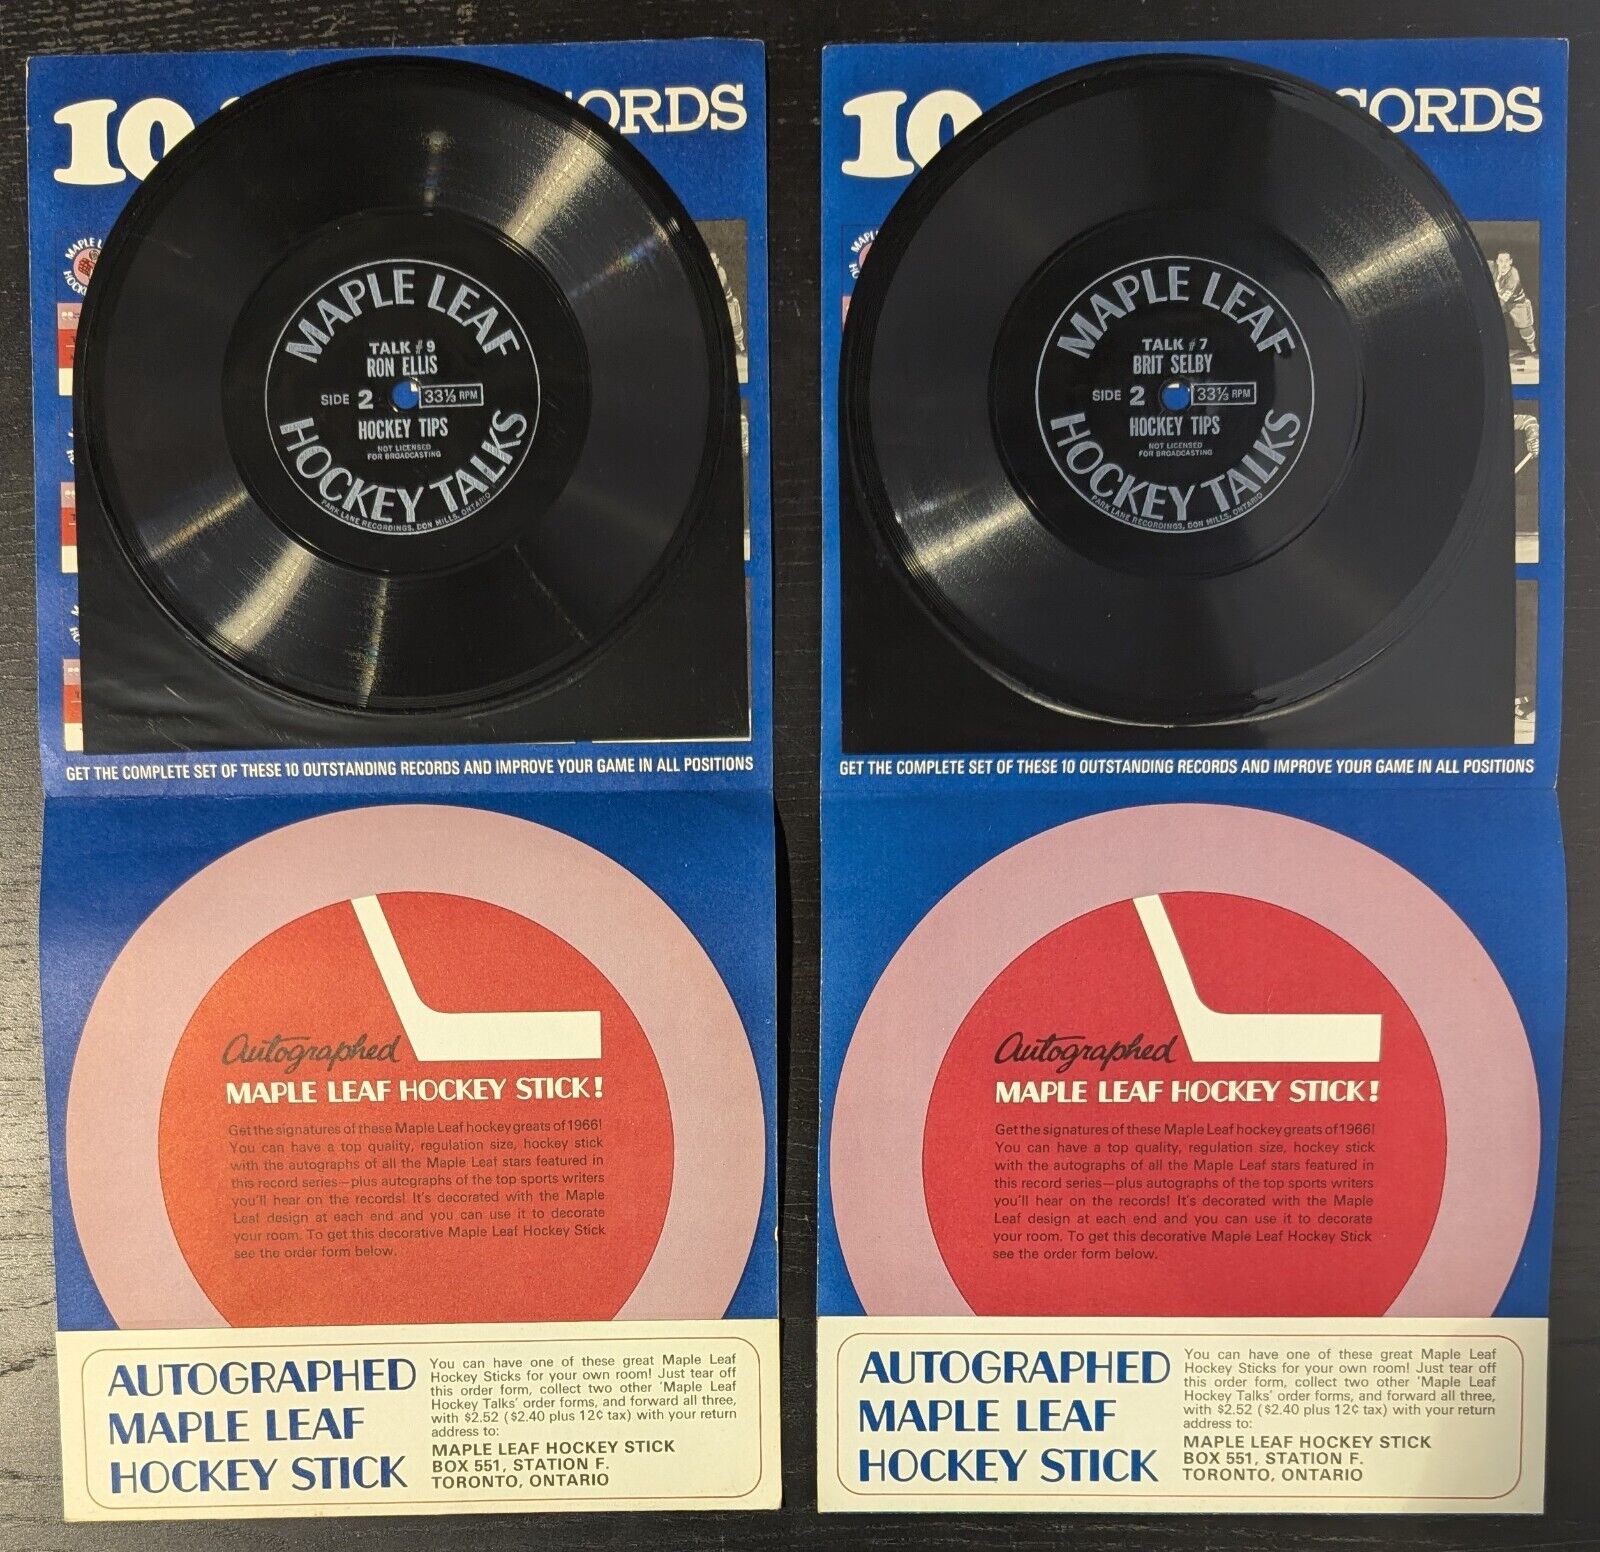 10
ORDS
MAPLE LEAF
TALK #9
RON ELLIS
SIDE 2 33⅓ RPM
HOCKEY TIPS
NOT LICENSED
FOR BROADCASTING
HOCKEY TALKS
PARK LANE RECORDINGS, DON MILLS, ONTARIO
GET THE COMPLETE SET OF THESE 10 OUTSTANDING RECORDS AND IMPROVE YOUR GAME IN ALL POSITIONS
Autographed
MAPLE LEAF HOCKEY STICK!
Get the signatures of these Maple Leaf hockey greats of 1966!
You can have a top quality, regulation size, hockey stick
with the autographs of all the Maple Leaf stars featured in
this record series—plus autographs of the top sports writers
you'll hear on the records! It's decorated with the Maple
Leaf design at each end and you can use it to decorate
your room. To get this decorative Maple Leaf Hockey Stick
see the order form below.
AUTOGRAPHED
MAPLE LEAF
HOCKEY STICK
You can have one of these great Maple Leaf
Hockey Sticks for your own room! Just tear off
this order form, collect two other 'Maple Leaf
Hockey Talks' order forms, and forward all three,
with $2.52 ($2.40 plus 12¢ tax) with your return
address to:
MAPLE LEAF HOCKEY STICK
BOX 551, STATION F.
TORONTO, ONTARIO
10
CORDS
MAPLE LEAF
TALK #7
BRIT SELBY
SIDE 2 33⅓ RPM
HOCKEY TIPS
NOT LICENSED
FOR BROADCASTING
HOCKEY TALKS
PARK LANE RECORDINGS, DON MILLS, ONTARIO
GET THE COMPLETE SET OF THESE 10 OUTSTANDING RECORDS AND IMPROVE YOUR GAME IN ALL POSITIONS
Autographed
MAPLE LEAF HOCKEY STICK!
Get the signatures of these Maple Leaf hockey greats of 1966!
You can have a top quality, regulation size, hockey stick
with the autographs of all the Maple Leaf stars featured in
this record series—plus autographs of the top sports writers
you'll hear on the records! It's decorated with the Maple
Leaf design at each end and you can use it to decorate
your room. To get this decorative Maple Leaf Hockey Stick
see the order form below.
AUTOGRAPHED
MAPLE LEAF
HOCKEY STICK
You can have one of these great Maple Leaf
Hockey Sticks for your own room! Just tear off
this order form, collect two other 'Maple Leaf
Hockey Talks' order forms, and forward all three,
with $2.52 ($2.40 plus 12¢ tax) with your return
address to:
MAPLE LEAF HOCKEY STICK
BOX 551, STATION F.
TORONTO, ONTARIO